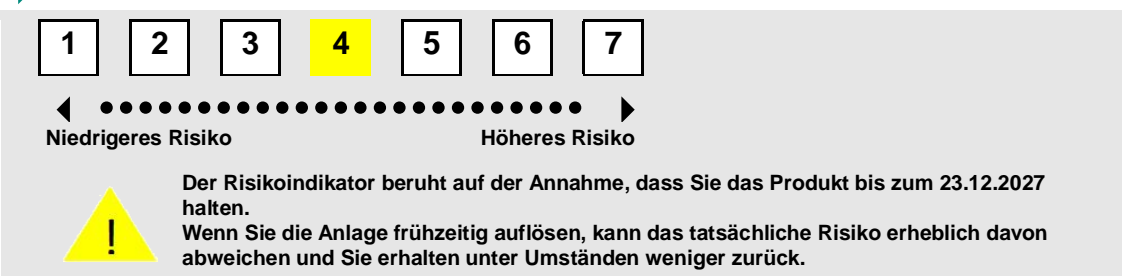 1 2 3 4 5 6 7
Niedrigeres Risiko Höheres Risiko
Der Risikoindikator beruht auf der Annahme, dass Sie das Produkt bis zum 23.12.2027
halten.
!
Wenn Sie die Anlage frühzeitig auflösen, kann das tatsächliche Risiko erheblich davon
abweichen und Sie erhalten unter Umständen weniger zurück.